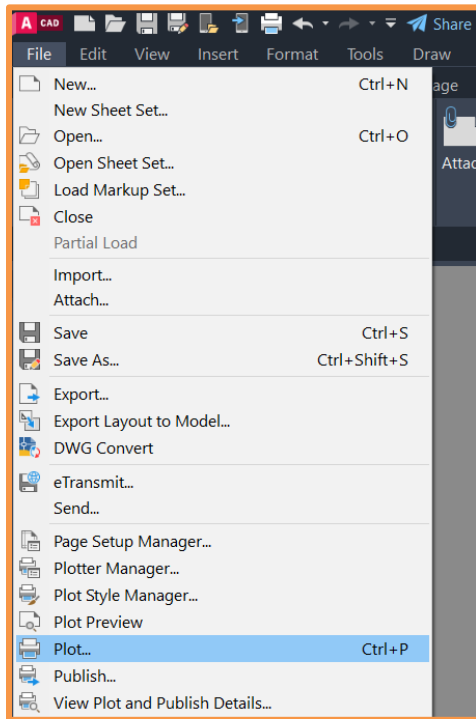 A CAD Share
File Edit View Insert Format Tools Draw
New... Ctrl+N
age
New Sheet Set...
Open... Ctrl+O
Open Sheet Set...
Attac
Load Markup Set...
Close
Partial Load
Import...
Attach...
Save Ctrl+S
Save As... Ctrl+Shift+S
Export...
Export Layout to Model...
DWG Convert
eTransmit...
Send...
Page Setup Manager...
Plotter Manager...
Plot Style Manager...
Plot Preview
Plot... Ctrl+P
Publish...
View Plot and Publish Details...